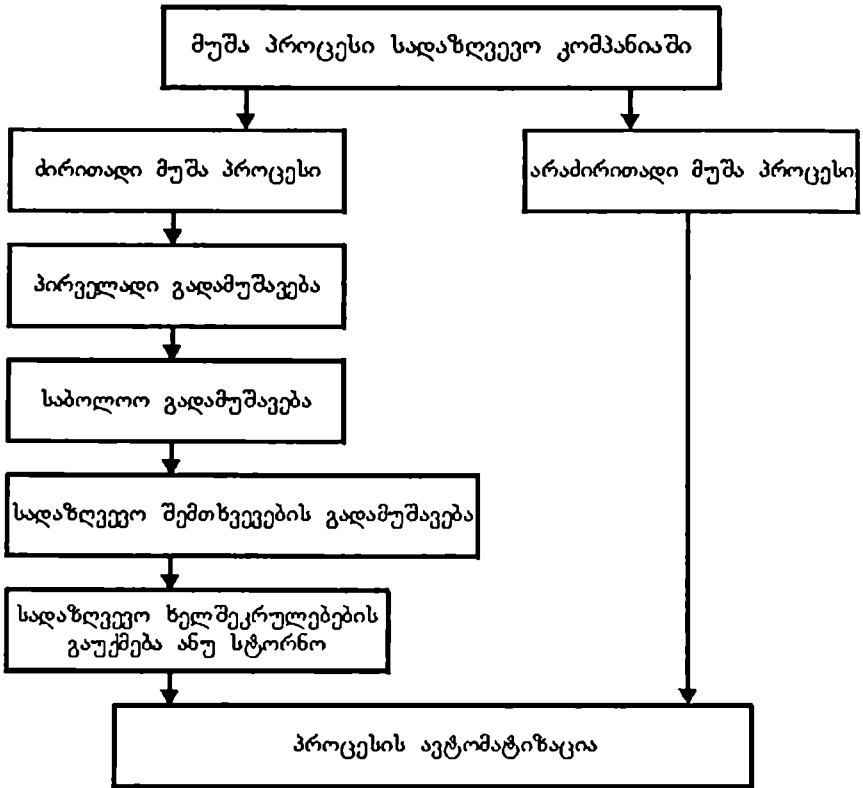 მუშა პროცესი სადაზღვევო კომპანიაში
ძირითადი მუშა პროცესი
არაძირითადი მუშა პროცესი
პირველადი გადამუშავება
საბოლოო გადამუშავება
სადაზღვევო შემთხვევების გადამუშავება
სადაზღვევო ხელშეკრულებების
გაუქმება ანუ სტორნო
პროცესის ავტომატიზაცია